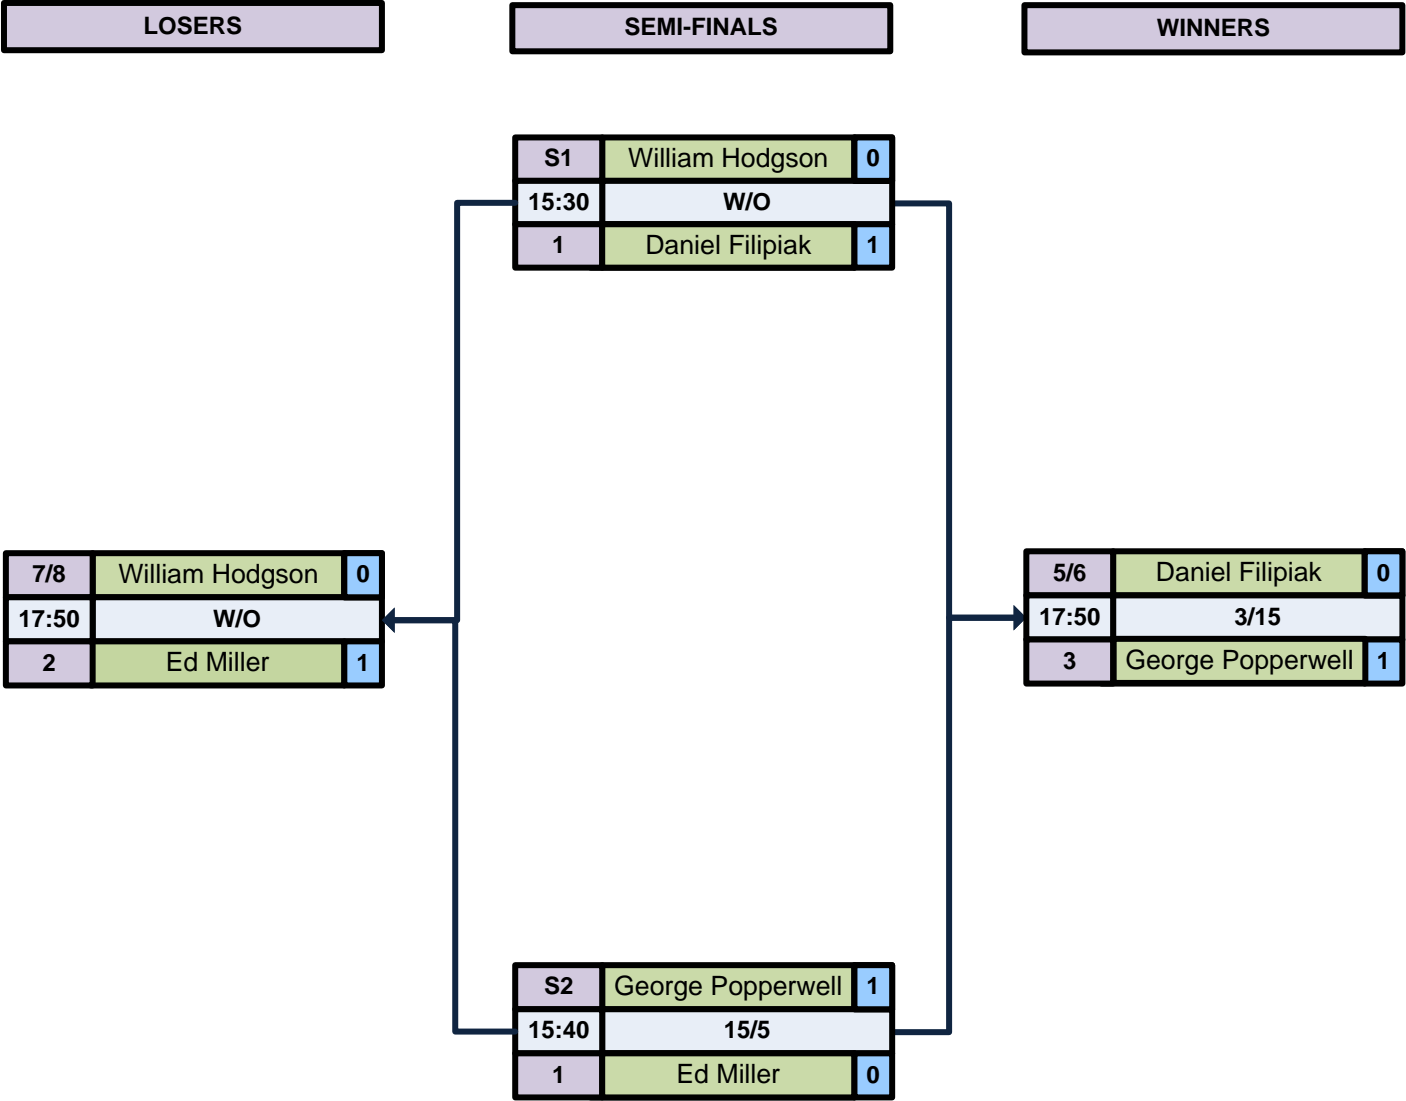 LOSERS SEMI-FINALS WINNERS
S1 William Hodgson 0
15:30 W/O
1 Daniel Filipiak 1
7/8 William Hodgson 0
17:50 W/O
2 Ed Miller 1
5/6 Daniel Filipiak 0
17:50 3/15
3 George Popperwell 1
S2 George Popperwell 1
15:40 15/5
1 Ed Miller 0